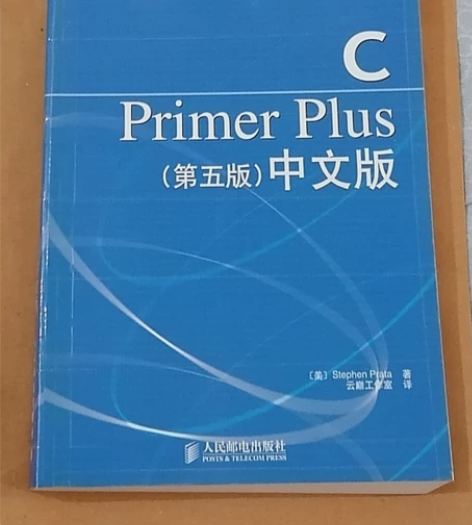 C
Primer Plus
（第五版）中文版
〔美〕Stephen Prata 著
云巅工作室 译
人民邮电出版社
POSTS & TELECOM PRESS